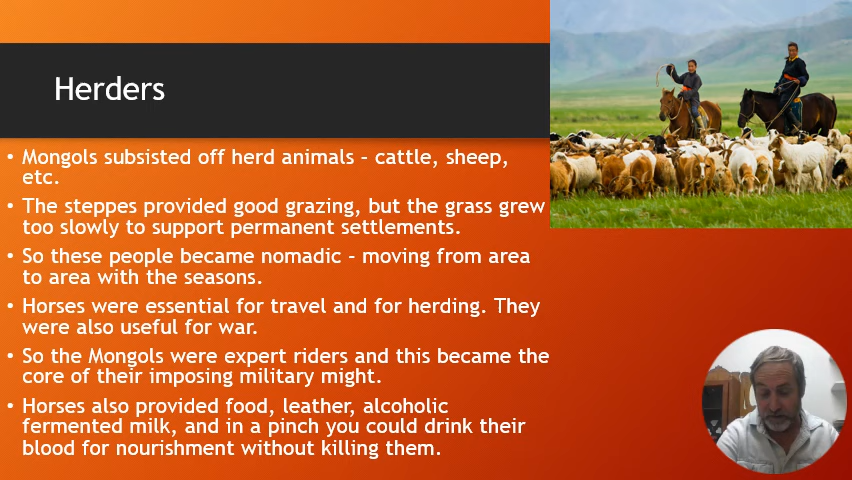 Herders
• Mongols subsisted off herd animals – cattle, sheep,
etc.
• The steppes provided good grazing, but the grass grew
too slowly to support permanent settlements.
• So these people became nomadic – moving from area
to area with the seasons.
• Horses were essential for travel and for herding. They
were also useful for war.
• So the Mongols were expert riders and this became the
core of their imposing military might.
• Horses also provided food, leather, alcoholic
fermented milk, and in a pinch you could drink their
blood for nourishment without killing them.